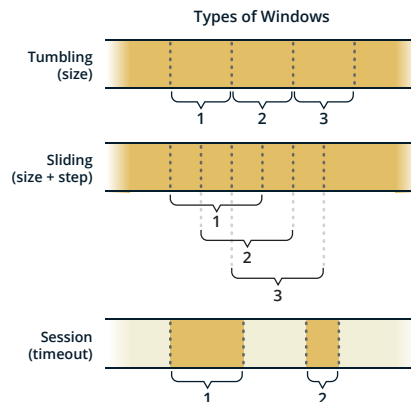 Types of Windows
Tumbling
(size)
1 2 3
Sliding
(size + step)
1
2
3
Session
(timeout)
1 2